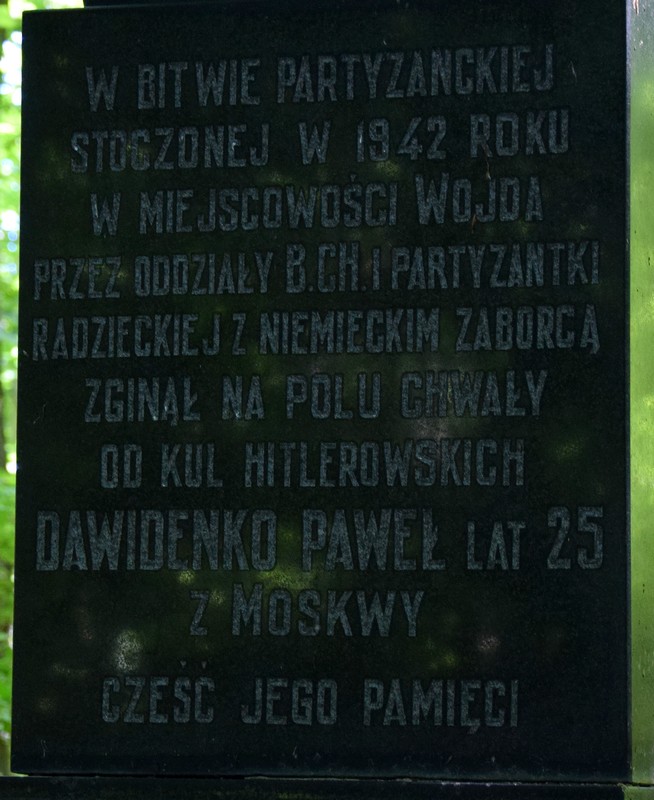 W BITWIE PARTYZANCKIEJ
STOCZONEJ W 1942 ROKU
W MIEJSCOWOŚCI WOJDA
PRZEZ ODDZIAŁY B.CH. I PARTYZANTKI
RADZIECKIEJ Z NIEMIECKIM ZABORCĄ
ZGINĄŁ NA POLU CHWAŁY
OD KUL HITLEROWSKICH
DAWIDENKO PAWEŁ LAT 25
Z MOSKWY
CZEŚĆ JEGO PAMIĘCI